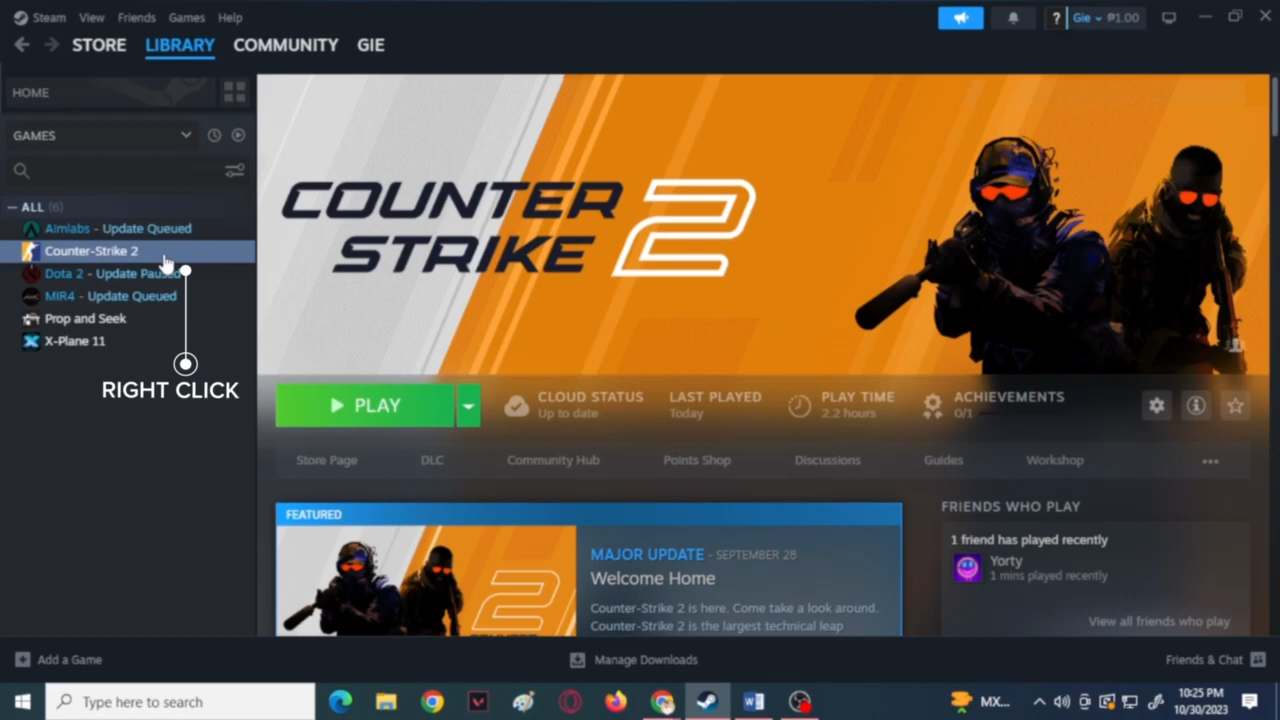 Steam View Friends Games Help
? Gie ₱1.00
STORE LIBRARY COMMUNITY GIE
HOME
GAMES
ALL (6)
Aimlabs - Update Queued
Counter-Strike 2
Dota 2 - Update Paused
MIR4 - Update Queued
Prop and Seek
X-Plane 11
RIGHT CLICK
COUNTER
STRIKE 2
PLAY
CLOUD STATUS
Up to date
LAST PLAYED
Today
PLAY TIME
2.2 hours
ACHIEVEMENTS
0/1
Store Page DLC Community Hub Points Shop Discussions Guides Workshop
FEATURED
2
MAJOR UPDATE - SEPTEMBER 28
Welcome Home
Counter-Strike 2 is here. Come take a look around.
Counter-Strike 2 is the largest technical leap
FRIENDS WHO PLAY
1 friend has played recently
Yorty
1 mins played recently
View all friends who play
Add a Game
Manage Downloads
Friends & Chat
Type here to search
MX...
10:25 PM
10/30/2023